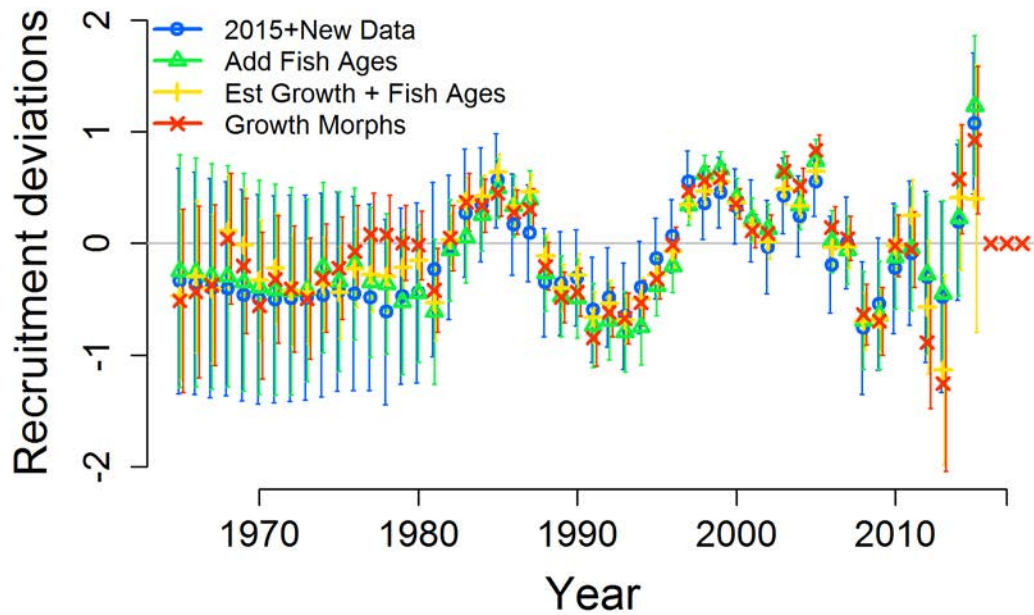 2015+New Data
Add Fish Ages
Est Growth + Fish Ages
Growth Morphs
Recruitment deviations
2
1
0
-1
-2
1970 1980 1990 2000 2010
Year